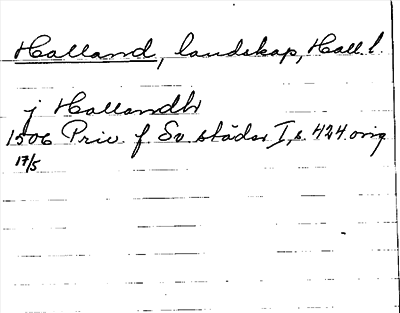 Halland, landskap, Hall. l.
j Hallandh
1506 Priv. f. Sv. städer I, s. 424 orig
17/5